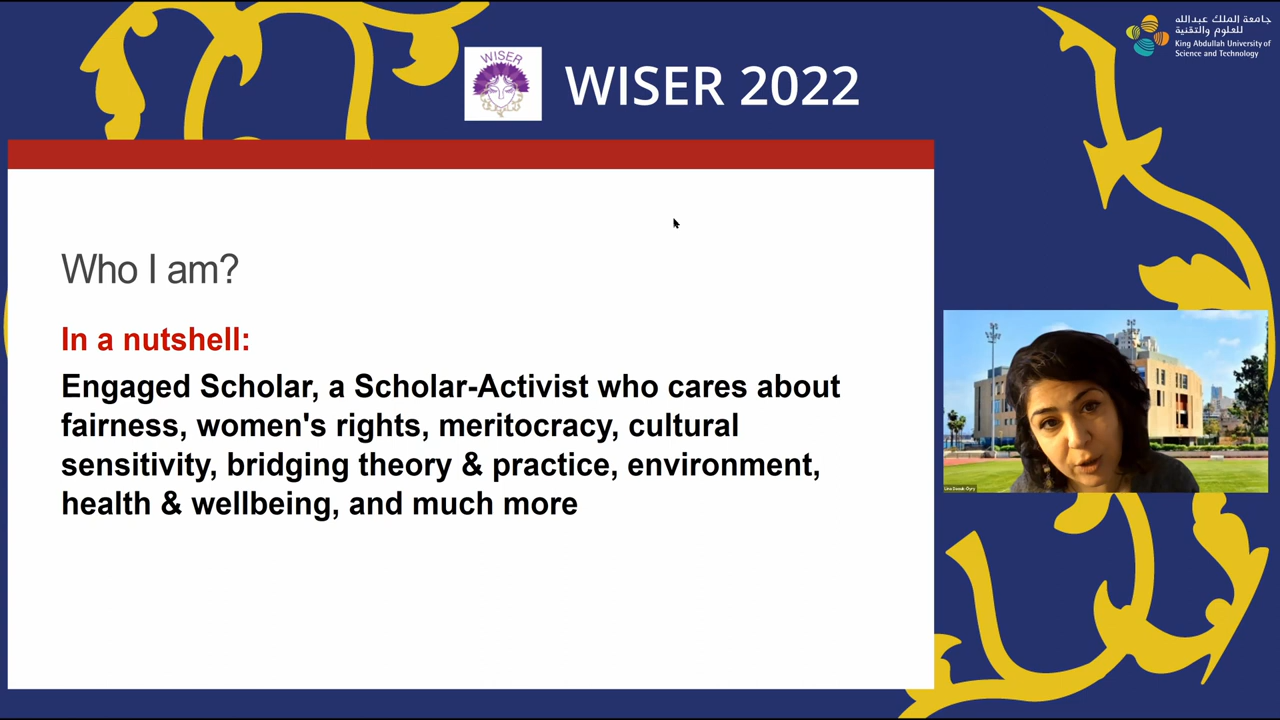 WISER
WISER 2022
جامعة الملك عبدالله
للعلوم والتقنية
King Abdullah University of
Science and Technology
Who I am?
In a nutshell:
Engaged Scholar, a Scholar-Activist who cares about
fairness, women's rights, meritocracy, cultural
sensitivity, bridging theory & practice, environment,
health & wellbeing, and much more